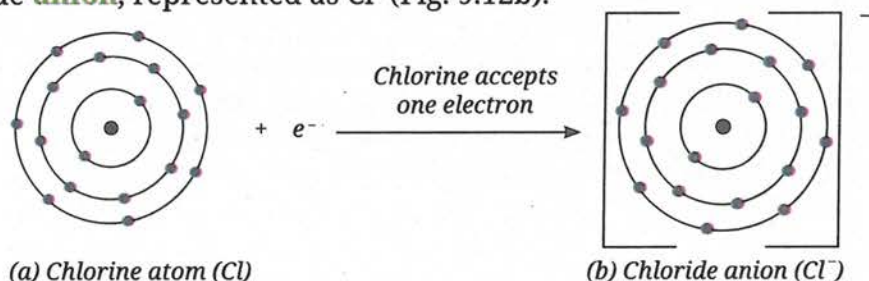 anion, represented as Cl⁻ (Fig. 9.12b).
Chlorine accepts
one electron
+ e⁻
−
(a) Chlorine atom (Cl)
(b) Chloride anion (Cl⁻)